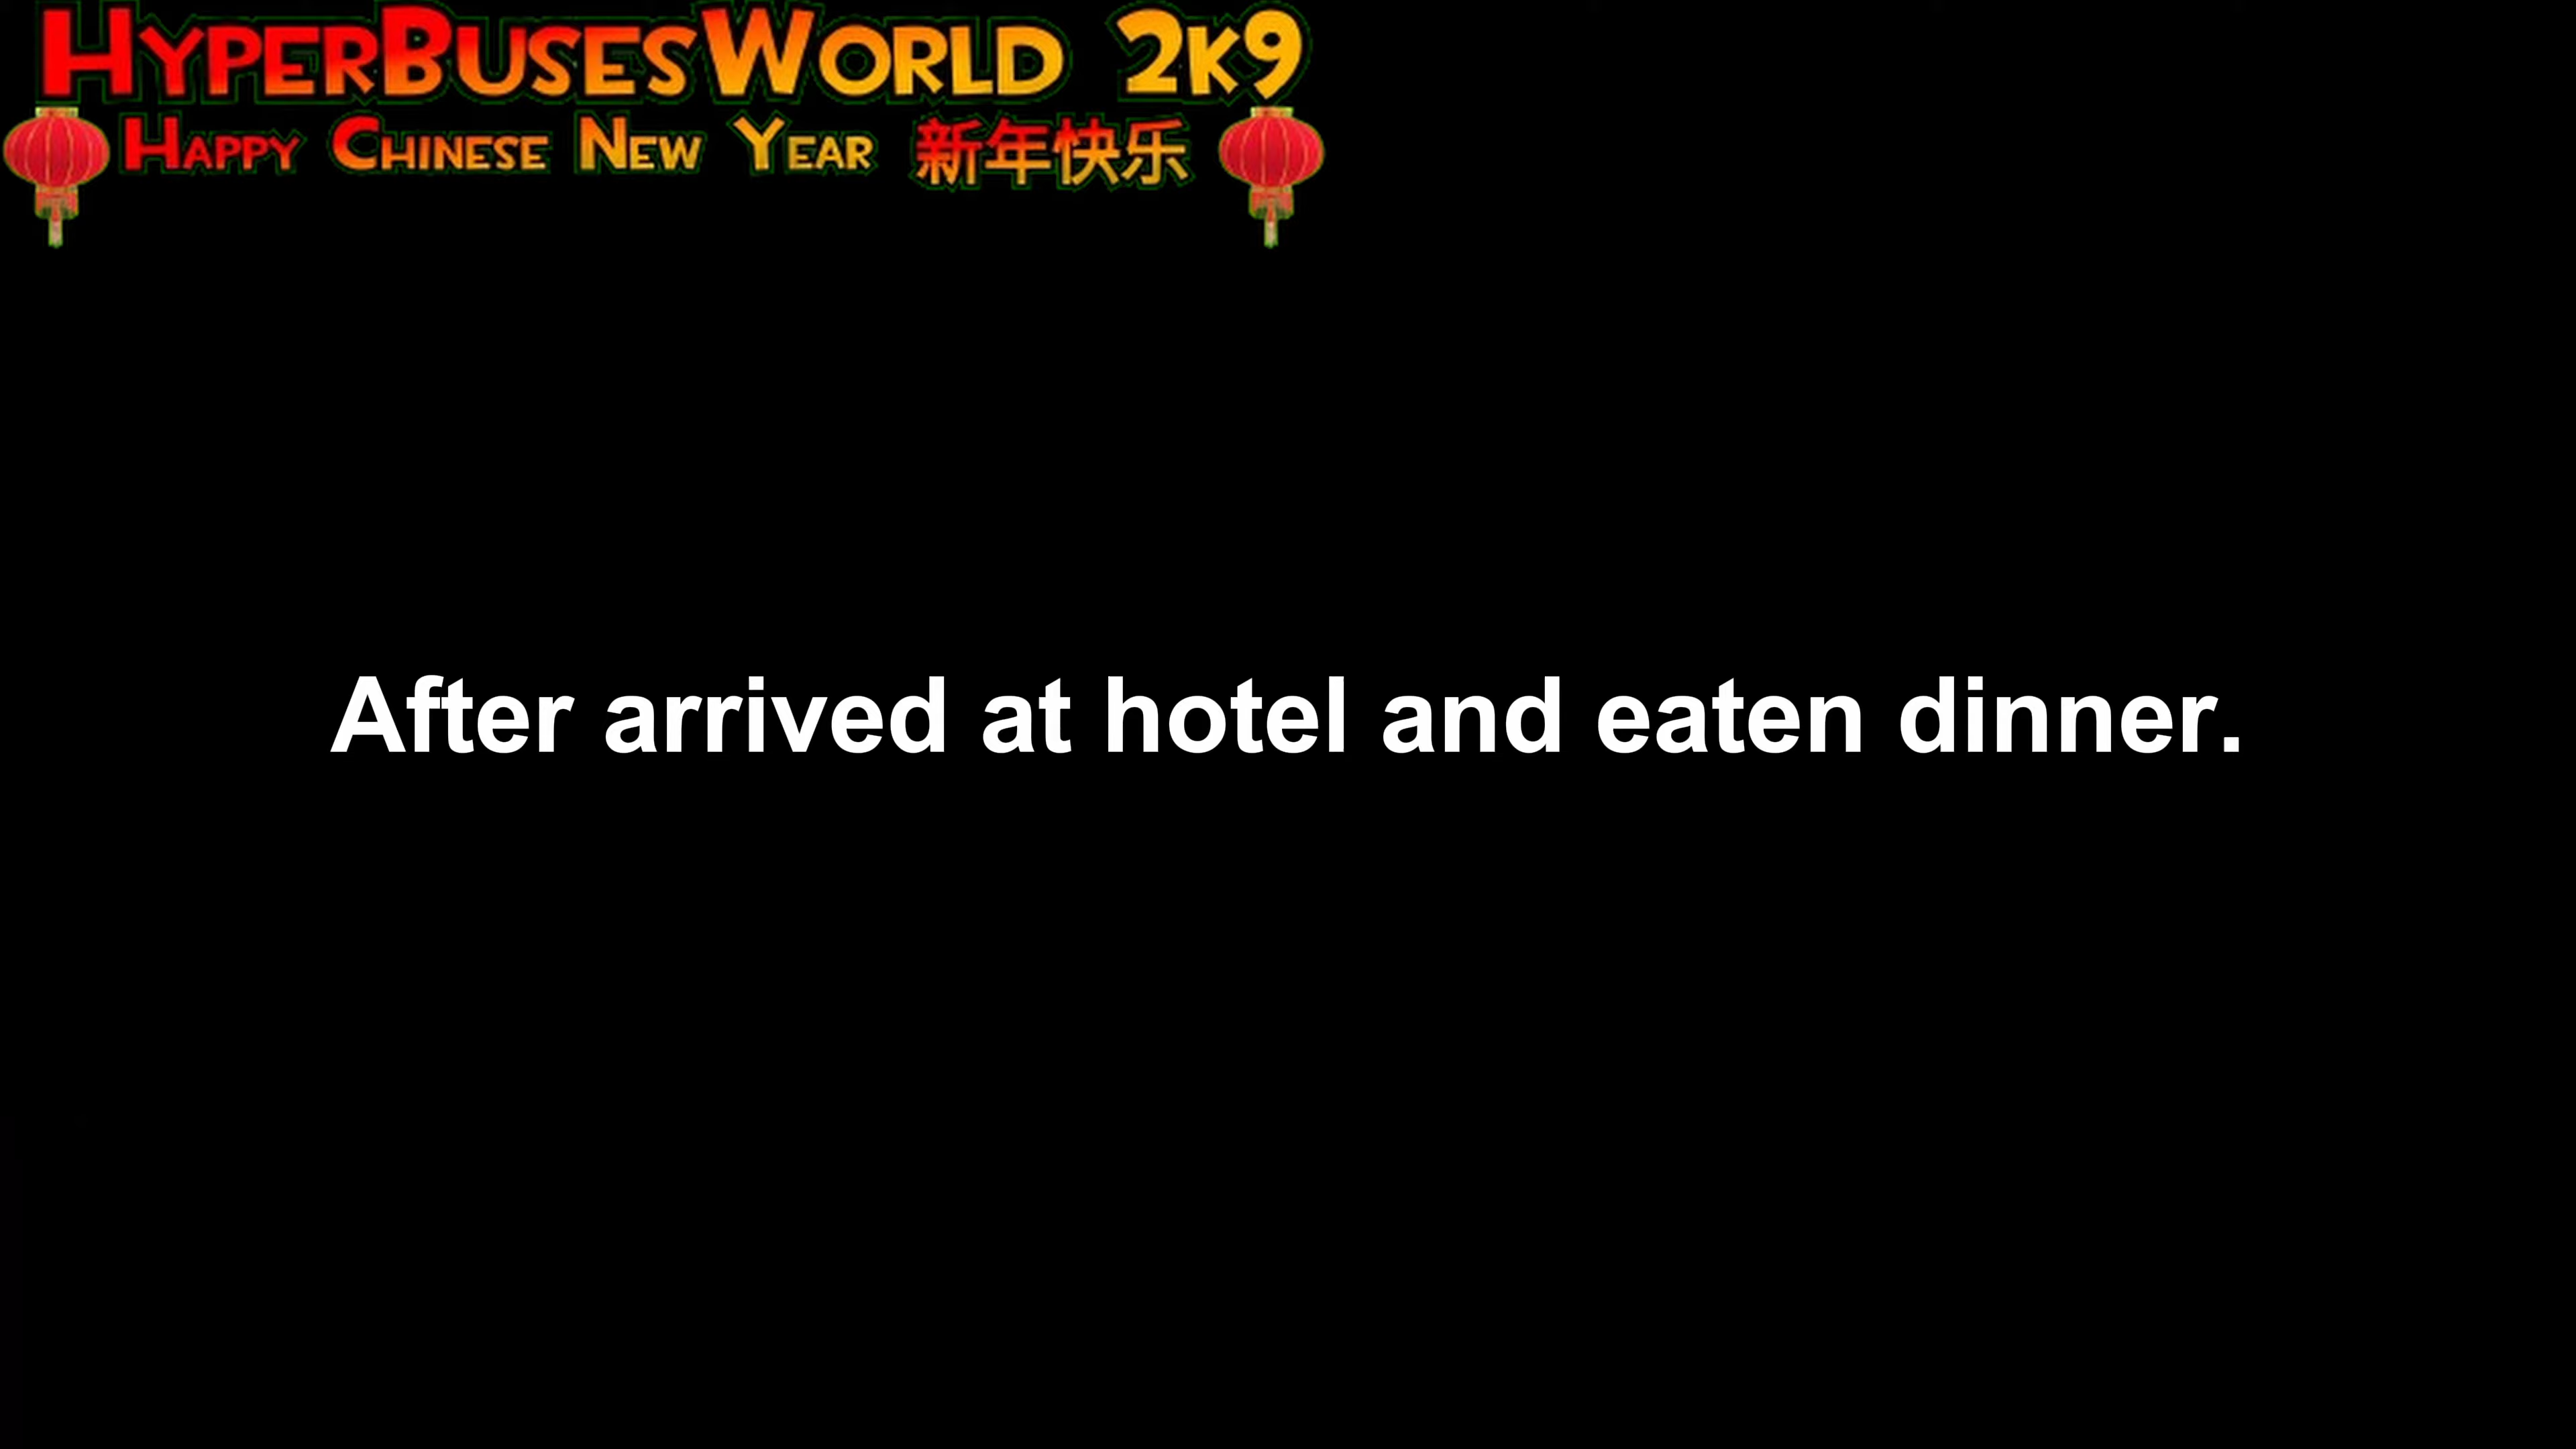 HyperBusesWorld 2k9
Happy Chinese New Year 新年快乐
After arrived at hotel and eaten dinner.